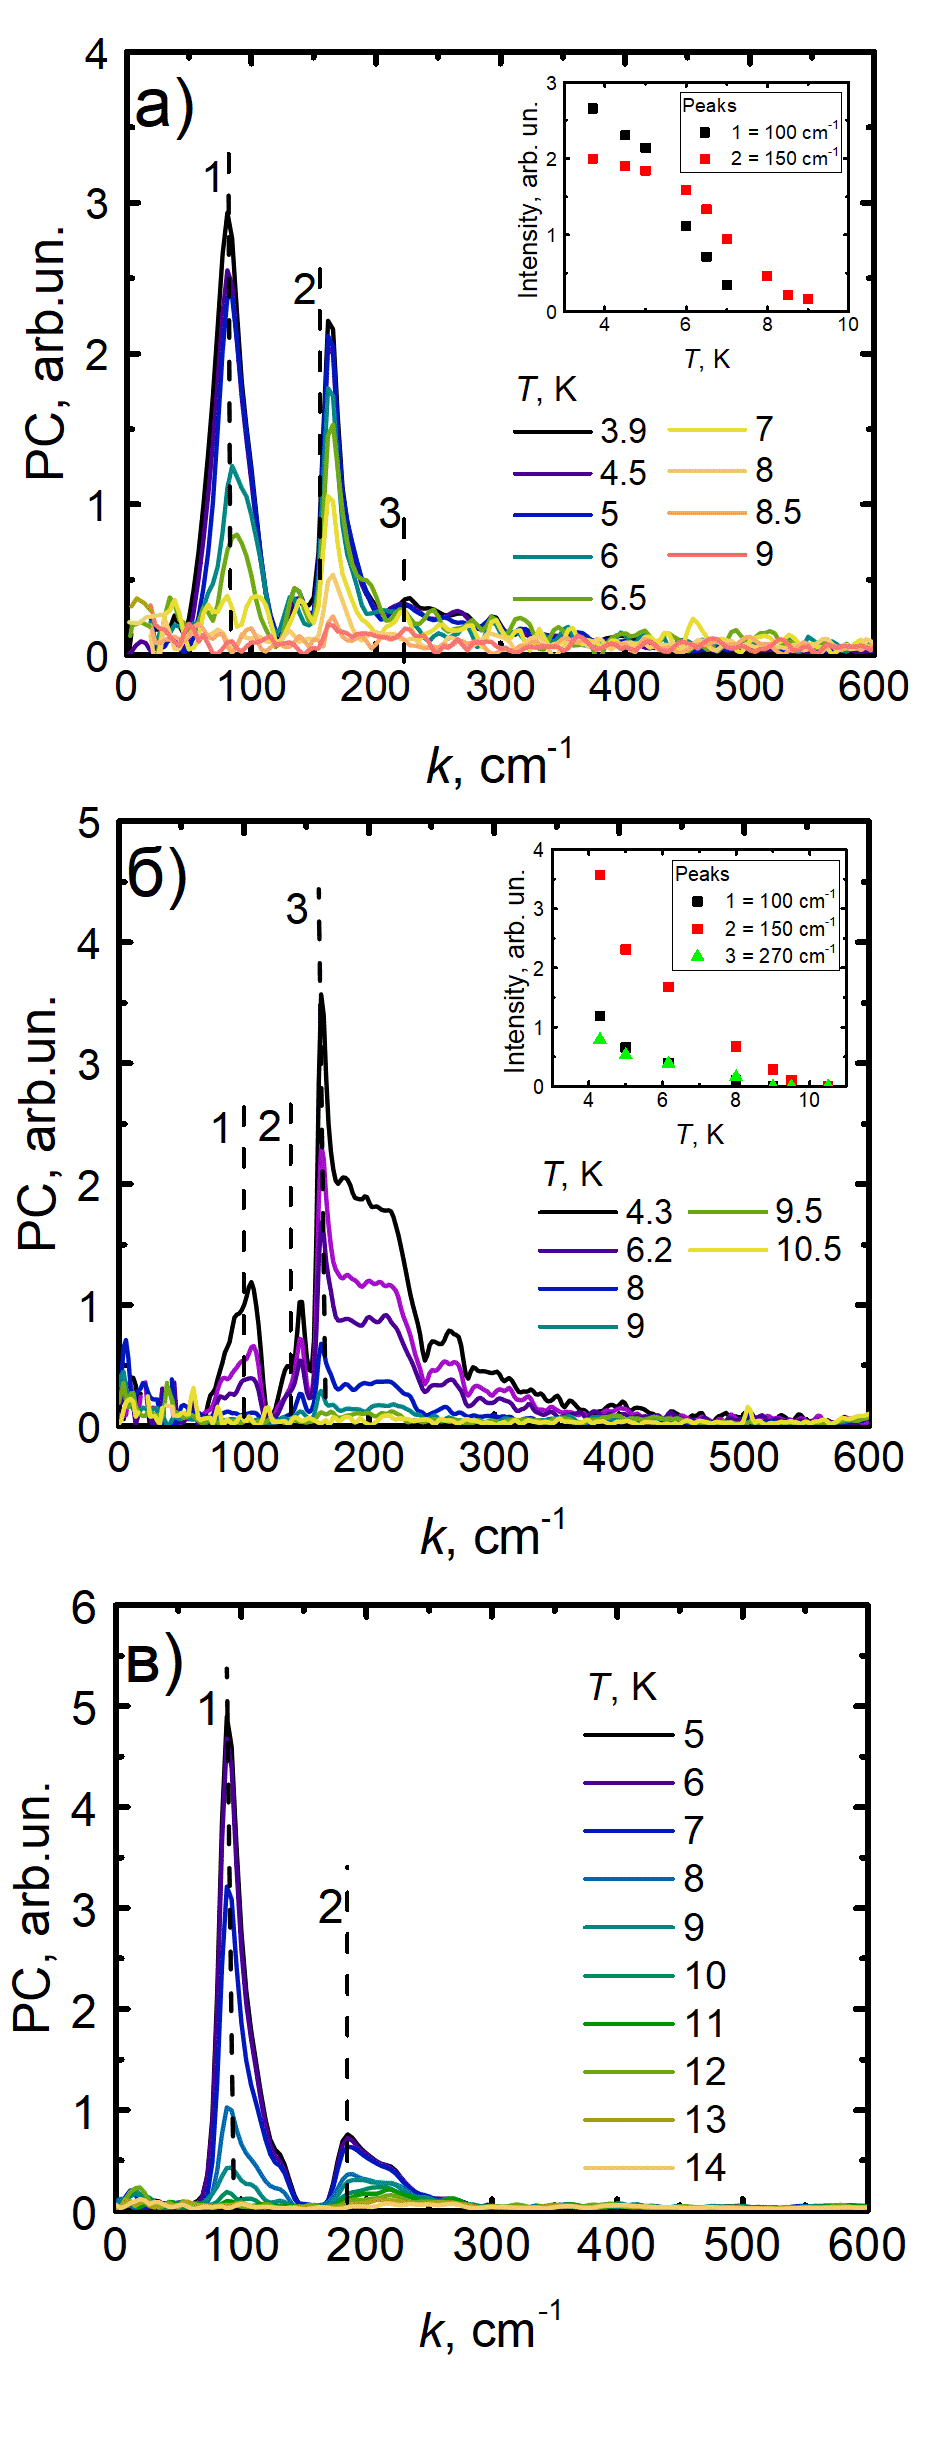 а)
4
3
2
1
0
PC, arb.un.
1
2
3
3
2
1
0
Intensity, arb. un.
Peaks
1 = 100 cm-1
2 = 150 cm-1
4 6 8 10
T, K
T, K
3.9 7
4.5 8
5 8.5
6 9
6.5
0 100 200 300 400 500 600
k, cm-1
б)
5
4
3
2
1
0
PC, arb.un.
1
2
3
4
3
2
1
0
Intensity, arb. un.
Peaks
1 = 100 cm-1
2 = 150 cm-1
3 = 270 cm-1
4 6 8 10
T, K
T, K
4.3 9.5
6.2 10.5
8
9
0 100 200 300 400 500 600
k, cm-1
в)
6
5
4
3
2
1
0
PC, arb.un.
1
2
T, K
5
6
7
8
9
10
11
12
13
14
0 100 200 300 400 500 600
k, cm-1